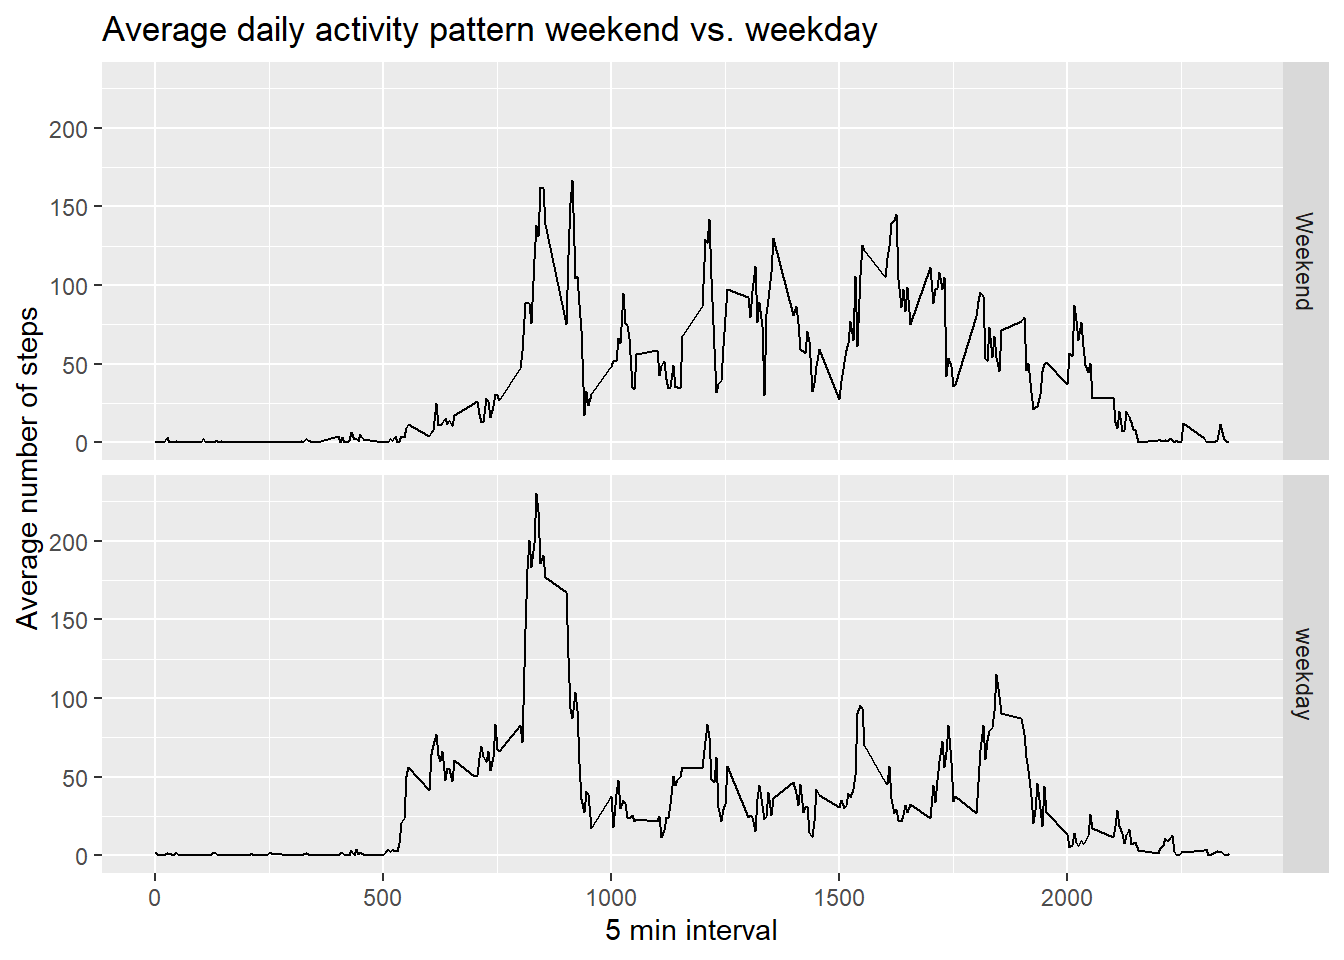 Average daily activity pattern weekend vs. weekday
Average number of steps
200
150
100
50
0
Weekend
200
150
100
50
0
weekday
0 500 1000 1500 2000
5 min interval